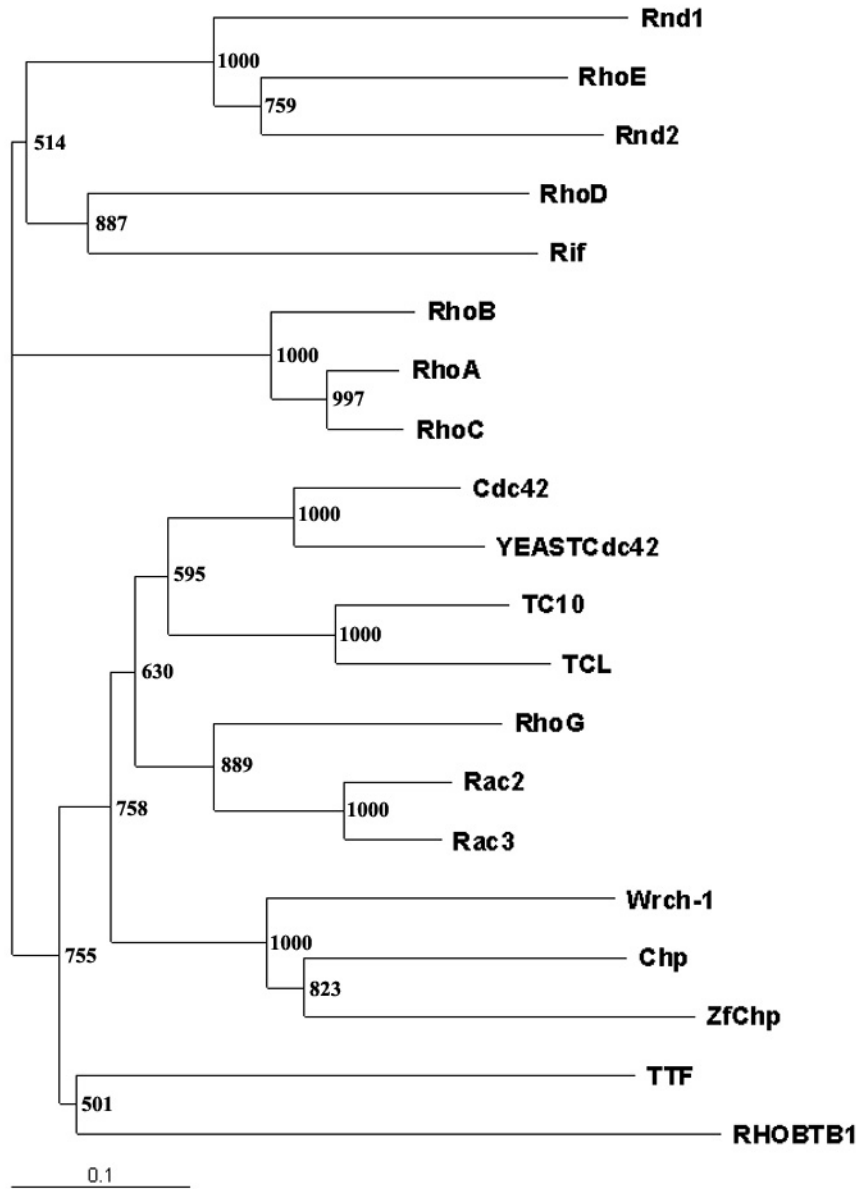 Rnd1
1000
RhoE
759
Rnd2
514
RhoD
887
Rif
RhoB
1000
RhoA
997
RhoC
Cdc42
1000
YEASTCdc42
595
TC10
1000
TCL
630
RhoG
889
Rac2
1000
Rac3
758
Wrch-1
1000
Chp
823
ZfChp
755
TTF
501
RHOBTB1
0.1